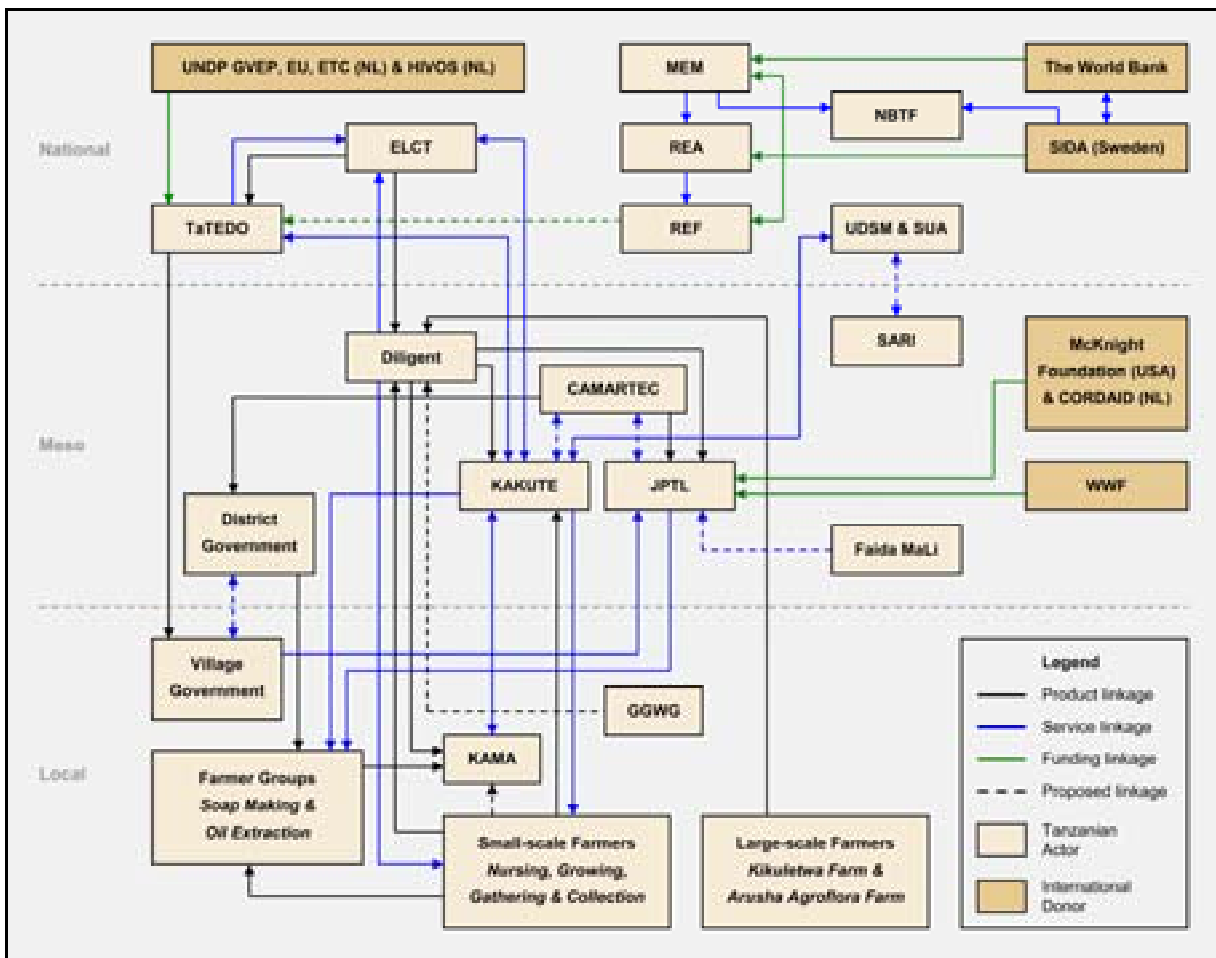 UNDP GVEP, EU, ETC (NL) & HIVOS (NL)
MEM
The World Bank
NBTF
National
ELCT
REA
SIDA (Sweden)
TaTEDO
REF
UDSM & SUA
Diligent
SARI
McKnight
Foundation (USA)
& CORDAID (NL)
CAMARTEC
Meso
KAKUTE
JPTL
WWF
District
Government
Faida MaLi
Village
Government
GGWG
Local
KAMA
Farmer Groups
Soap Making &
Oil Extraction
Small-scale Farmers
Nursing, Growing,
Gathering & Collection
Large-scale Farmers
Kikuletwa Farm &
Arusha Agroflora Farm
Legend
Product linkage
Service linkage
Funding linkage
Proposed linkage
Tanzanian
Actor
International
Donor